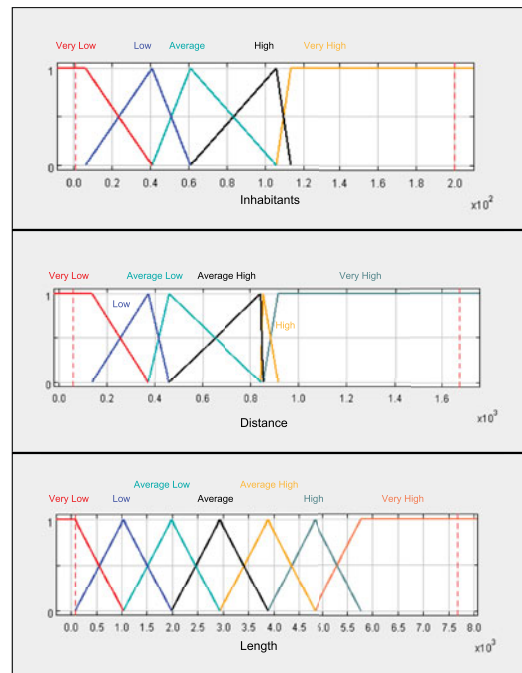 Very Low Low Average High Very High
1
0
0.0 0.2 0.4 0.6 0.8 1.0 1.2 1.4 1.6 1.8 2.0
x10²
Inhabitants
Very Low Average Low Average High Very High
Low
High
1
0
0.0 0.2 0.4 0.6 0.8 1.0 1.2 1.4 1.6
x10³
Distance
Average Low Average High
Very Low Low Average High Very High
1
0
0.0 0.5 1.0 1.5 2.0 2.5 3.0 3.5 4.0 4.5 5.0 5.5 6.0 6.5 7.0 7.5 8.0
x10³
Length